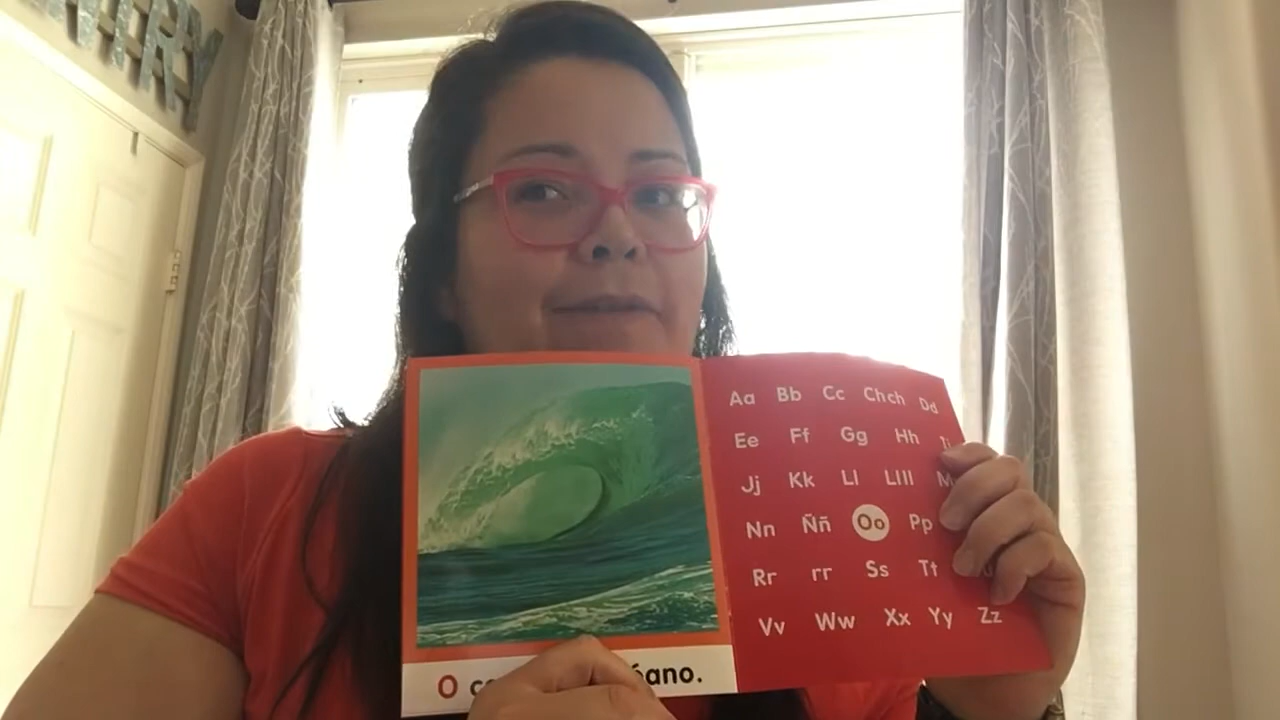 Aa Bb Cc Chch Dd
Ee Ff Gg Hh
Jj Kk Ll LIll
Nn Ññ Oo Pp
Rr rr Ss Tt
Vv Ww Xx Yy Zz
O